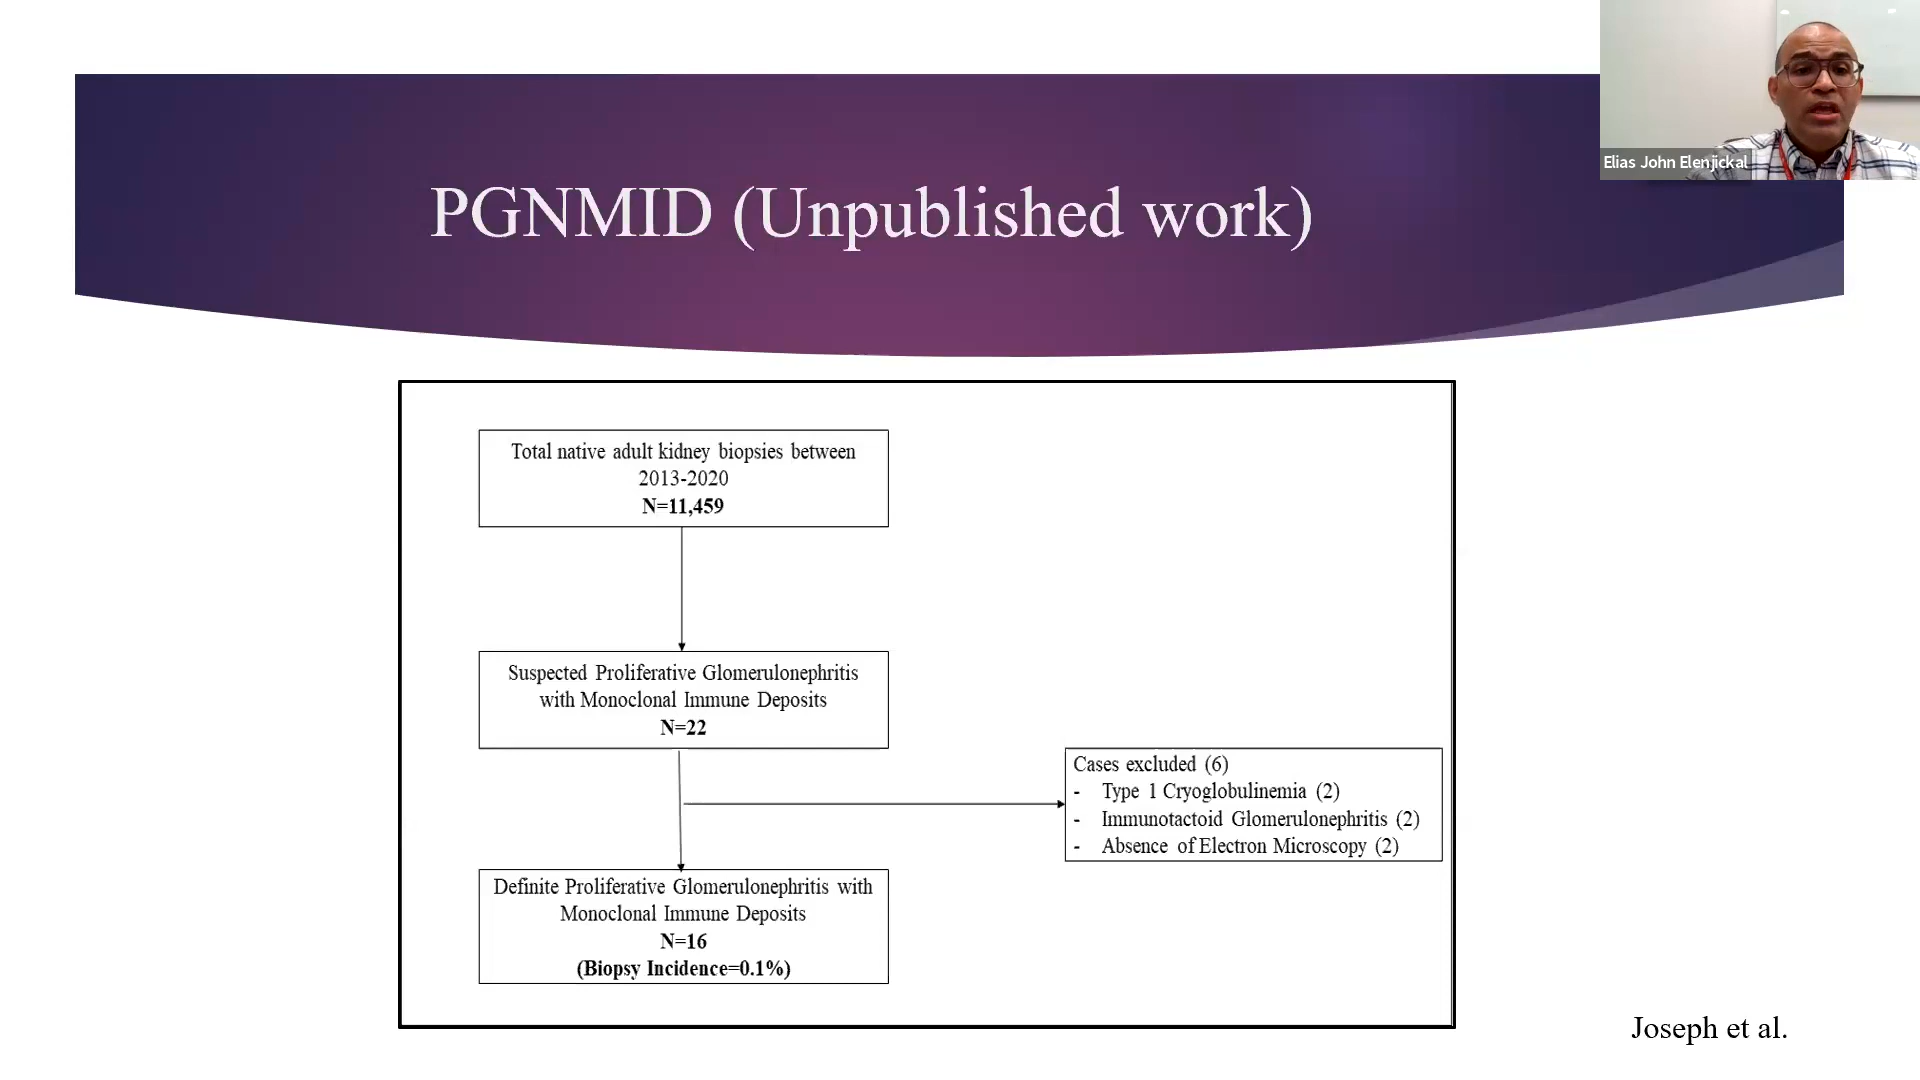 Elias John Elenjickal
PGNMID (Unpublished work)
Total native adult kidney biopsies between
2013-2020
N=11,459
Suspected Proliferative Glomerulonephritis
with Monoclonal Immune Deposits
N=22
Cases excluded (6)
- Type 1 Cryoglobulinemia (2)
- Immunotactoid Glomerulonephritis (2)
- Absence of Electron Microscopy (2)
Definite Proliferative Glomerulonephritis with
Monoclonal Immune Deposits
N=16
(Biopsy Incidence=0.1%)
Joseph et al.